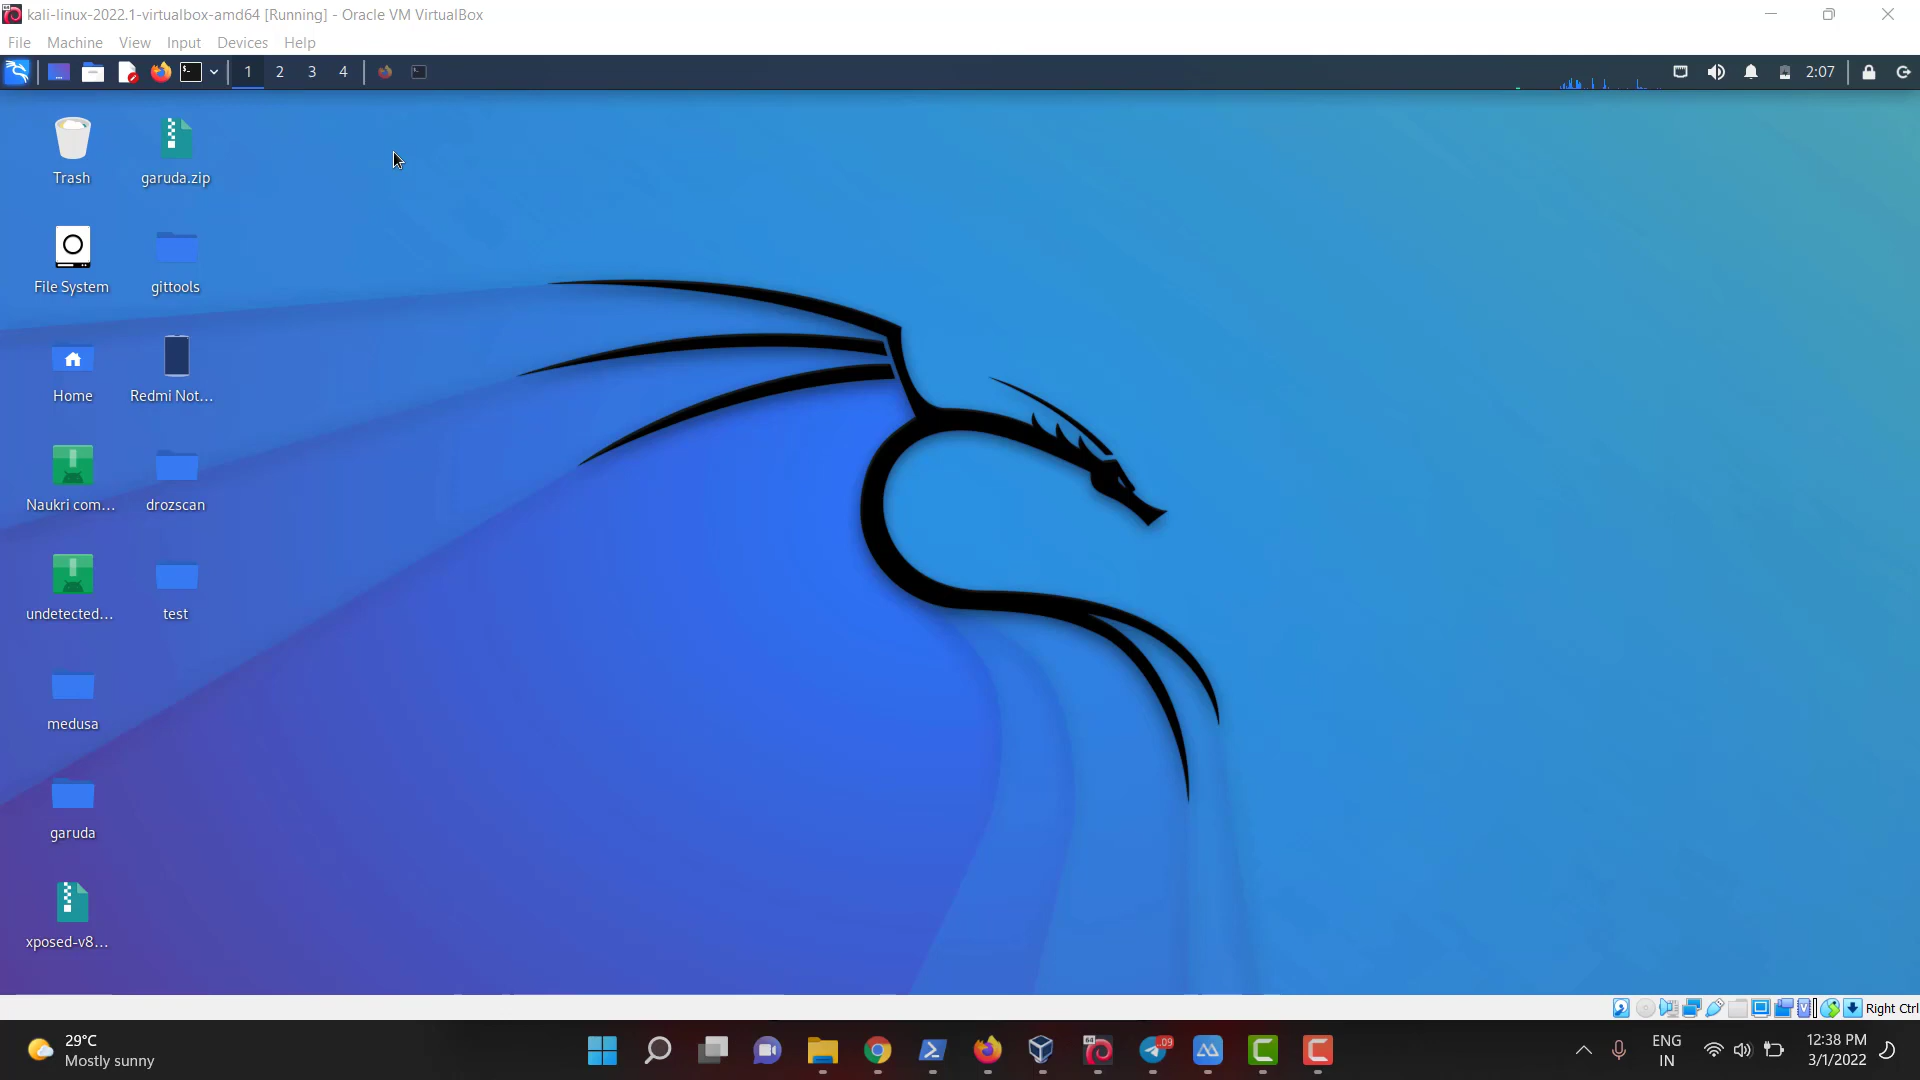 kali-linux-2022.1-virtualbox-amd64 [Running] - Oracle VM VirtualBox
File Machine View Input Devices Help
1 2 3 4 2:07
Trash garuda.zip
File System gittools
Home Redmi Not...
Naukri com... drozscan
undetected... test
medusa
garuda
xposed-v8...
Right Ctrl
29°C
Mostly sunny
64
.09
ENG
IN
12:38 PM
3/1/2022